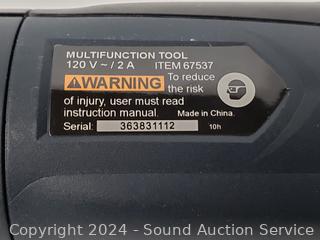 MULTIFUNCTION TOOL
120 V ~ / 2 A ITEM 67537
⚠WARNING To reduce
the risk
of injury, user must read
instruction manual. Made in China.
Serial: 363831112 10h
Copyright 2024 - Sound Auction Service